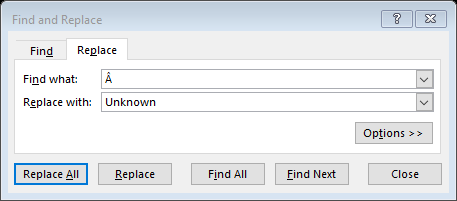 Find and Replace
Find Replace
Find what: Â
Replace with: Unknown
Options >>
Replace All Replace Find All Find Next Close